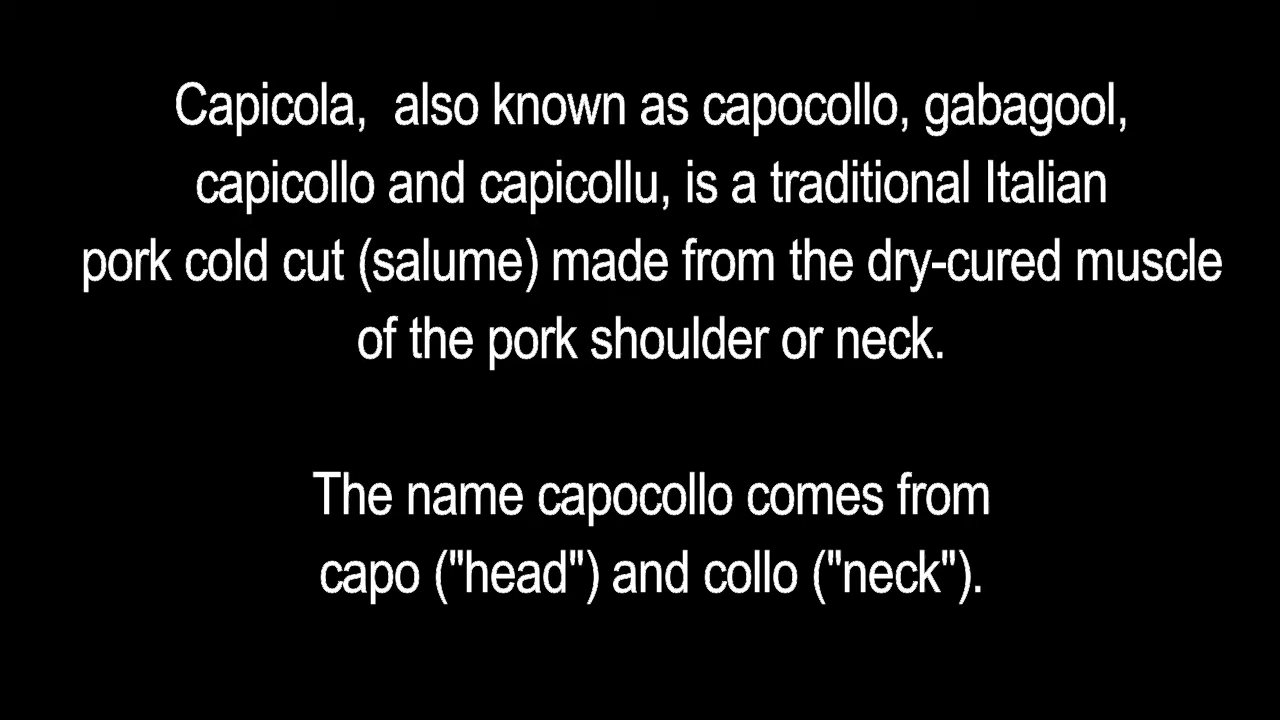 Capicola,  also known as capocollo, gabagool,
capicollo and capicollu, is a traditional Italian
pork cold cut (salume) made from the dry-cured muscle
of the pork shoulder or neck.
The name capocollo comes from
capo ("head") and collo ("neck").